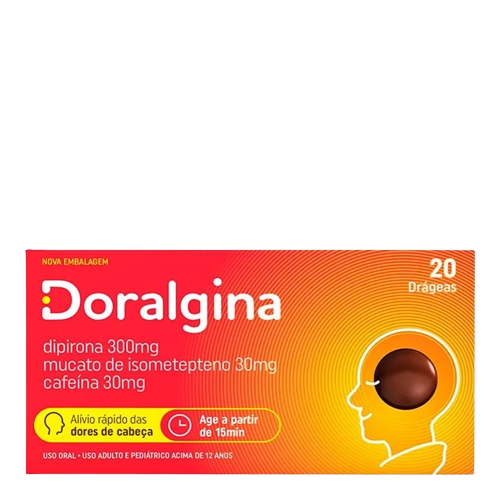 NOVA EMBALAGEM
Doralgina
20
Drágeas
dipirona 300mg
mucato de isometepteno 30mg
cafeína 30mg
Alívio rápido das
dores de cabeça
Age a partir
de 15min
USO ORAL • USO ADULTO E PEDIÁTRICO ACIMA DE 12 ANOS